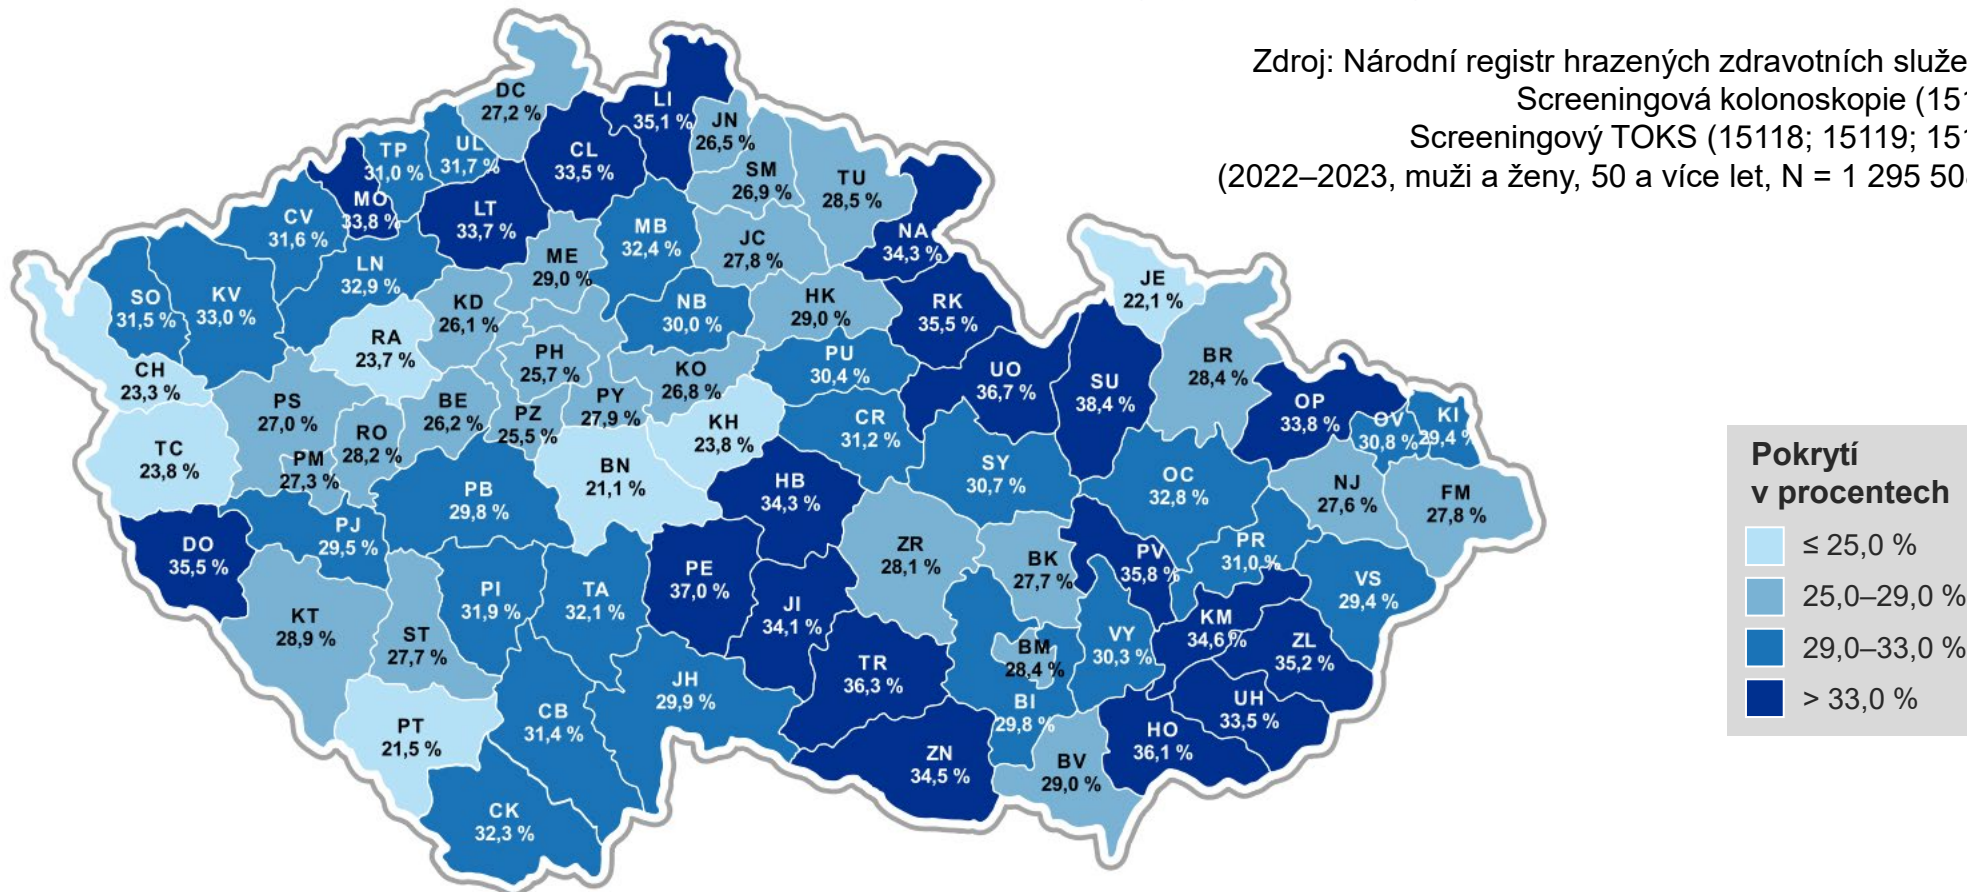 Zdroj: Národní registr hrazených zdravotních služe
Screeningová kolonoskopie (151
Screeningový TOKS (15118; 15119; 151
(2022–2023, muži a ženy, 50 a více let, N = 1 295 50
DC
27,2 %
LI
35,1 %
JN
26,5 %
TP
31,0 %
UL
31,7 %
CL
33,5 %
SM
26,9 %
TU
28,5 %
MO
33,8 %
LT
33,7 %
CV
31,6 %
MB
32,4 %
JC
27,8 %
NA
34,3 %
ME
29,0 %
LN
32,9 %
JE
22,1 %
SO
31,5 %
KV
33,0 %
KD
26,1 %
NB
30,0 %
HK
29,0 %
RK
35,5 %
RA
23,7 %
PH
25,7 %
PU
30,4 %
BR
28,4 %
CH
23,3 %
KO
26,8 %
UO
36,7 %
SU
38,4 %
PS
27,0 %
BE
26,2 %
PZ
25,5 %
PY
27,9 %
OP
33,8 %
RO
28,2 %
KH
23,8 %
CR
31,2 %
OV
30,8 %
KI
29,4 %
TC
23,8 %
PM
27,3 %
BN
21,1 %
SY
30,7 %
OC
32,8 %
PB
29,8 %
HB
34,3 %
NJ
27,6 %
FM
27,8 %
PJ
29,5 %
DO
35,5 %
ZR
28,1 %
BK
27,7 %
PV
35,8 %
PR
31,0 %
PE
37,0 %
VS
29,4 %
PI
31,9 %
TA
32,1 %
JI
34,1 %
KT
28,9 %
ST
27,7 %
KM
34,6 %
VY
30,3 %
BM
28,4 %
ZL
35,2 %
TR
36,3 %
JH
29,9 %
BI
29,8 %
UH
33,5 %
CB
31,4 %
PT
21,5 %
HO
36,1 %
ZN
34,5 %
BV
29,0 %
CK
32,3 %
Pokrytí
v procentech
≤ 25,0 %
25,0–29,0 %
29,0–33,0 %
> 33,0 %